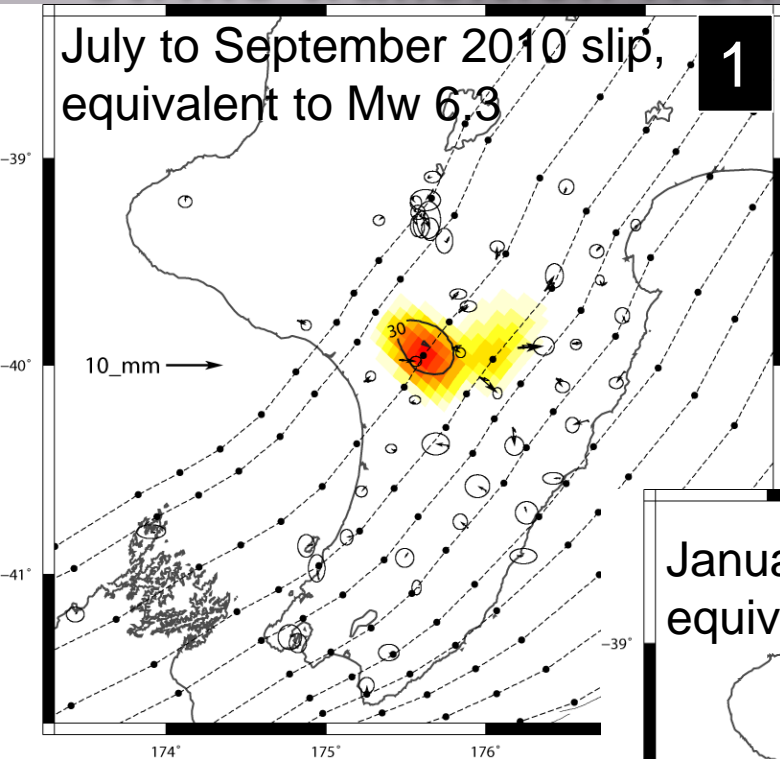 July to September 2010 slip,
equivalent to Mw 6.3
1
−39˚
30
−40˚
10_mm
−41˚
174˚
175˚
176˚
Janua
equiv
−39˚